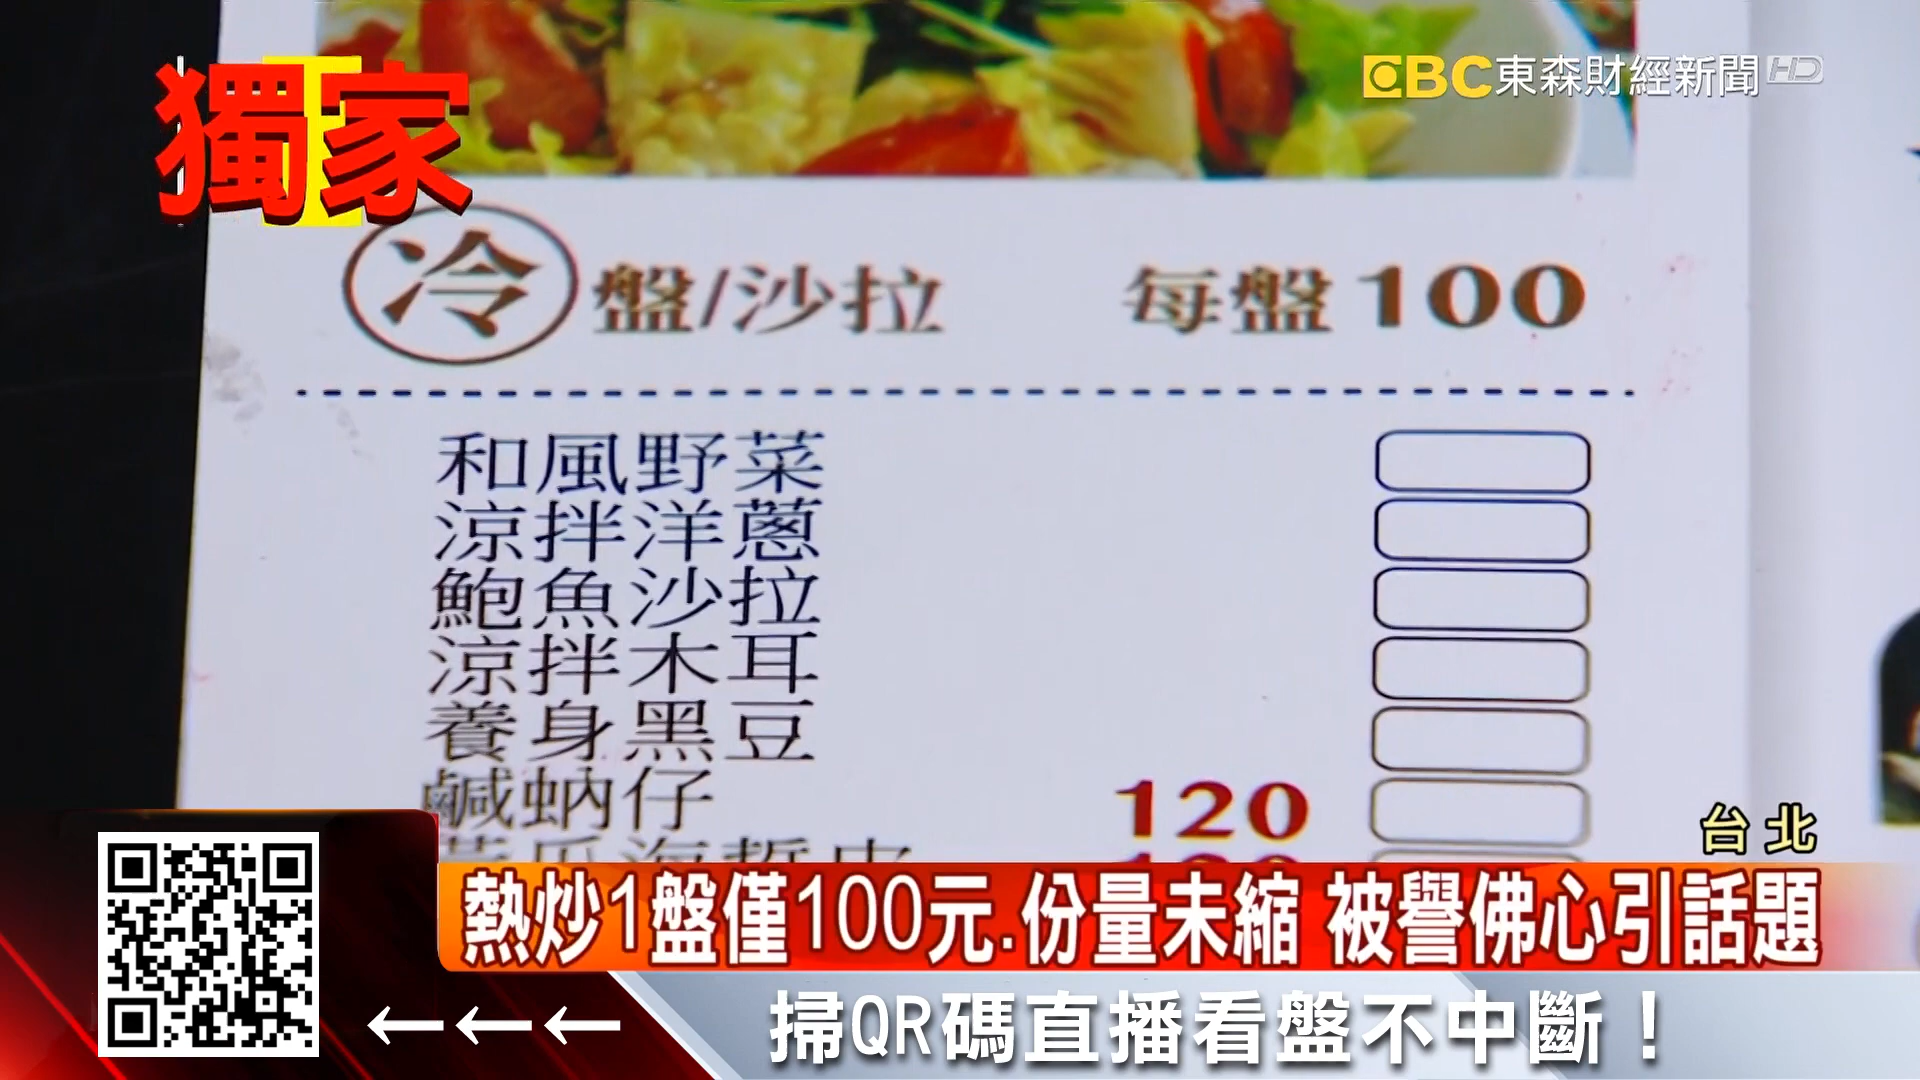 獨家
EBC東森財經新聞HD
冷盤/沙拉 每盤100
和風野菜
涼拌洋蔥
鮑魚沙拉
涼拌木耳
養身黑豆
鹹蚋仔 120
台北
熱炒1盤僅100元.份量未縮 被譽佛心引話題
←←← 掃QR碼直播看盤不中斷！